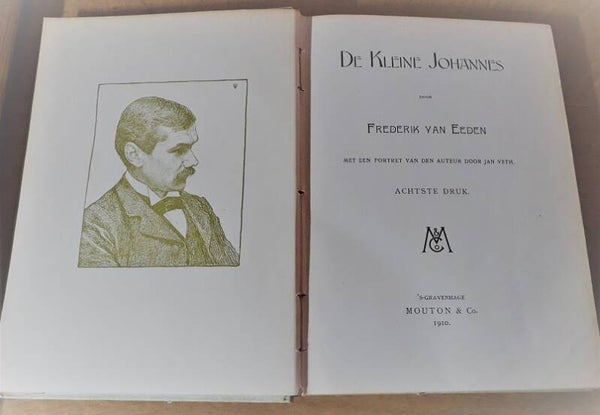 De Kleine Johannes
DOOR
Frederik van Eeden
MET EEN PORTRET VAN DEN AUTEUR DOOR JAN VETH.
ACHTSTE DRUK.
M & Co
'S-GRAVENHAGE
MOUTON & Co.
1910.